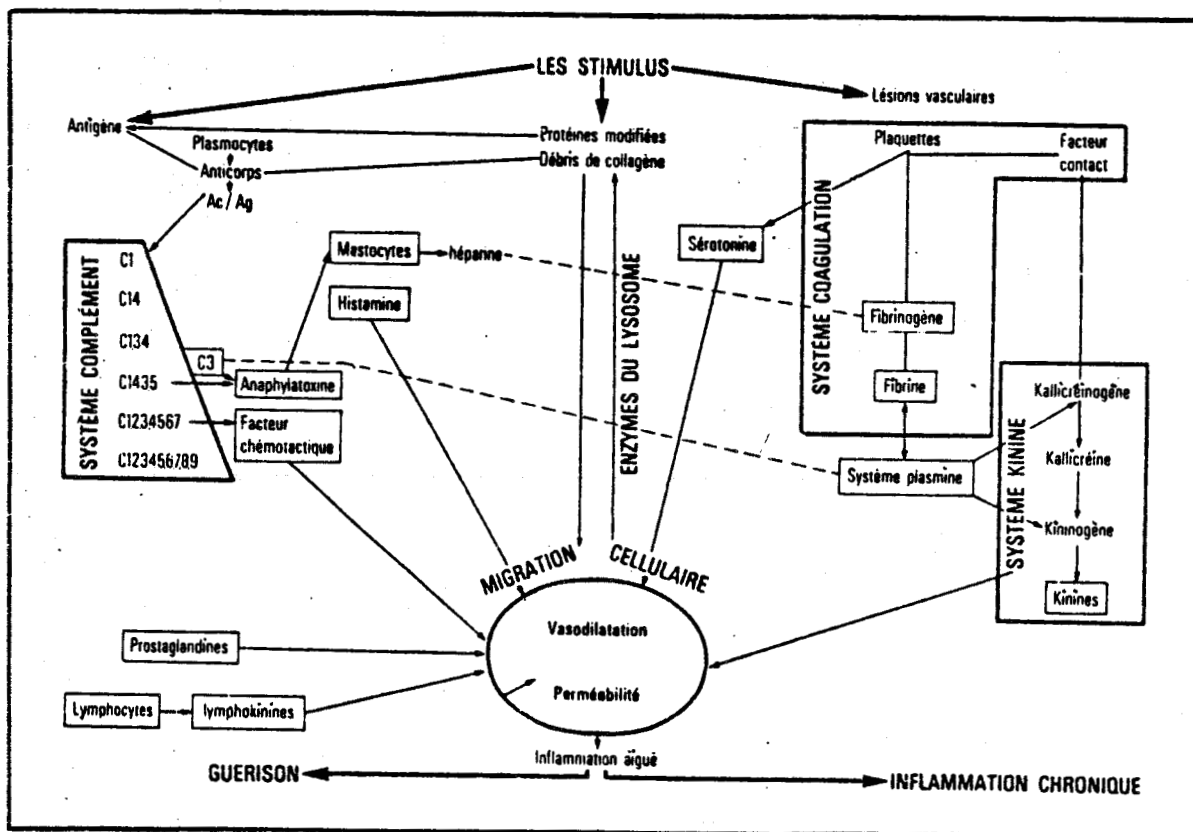 LES STIMULUS
Lésions vasculaires
Antigène
Protéines modifiées
Plaquettes
Facteur
contact
Plasmocytes
Débris de collagène
Anticorps
Ac / Ag
SYSTÈME COMPLÉMENT
C1
C14
C134
C3
C1435
C1234567
C123456789
Mastocytes
héparine
Histamine
Anaphylatoxine
Facteur
chémotactique
ENZYMES DU LYSOSOME
Sérotonine
SYSTÈME COAGULATION
Fibrinogène
Fibrine
Système plasmine
SYSTÈME KININE
Kallicréinogène
Kallicréine
Kininogène
Kinines
MIGRATION CELLULAIRE
Vasodilatation
Perméabilité
Prostaglandines
Lymphocytes
lymphokinines
Inflammation aïguë
GUERISON
INFLAMMATION CHRONIQUE